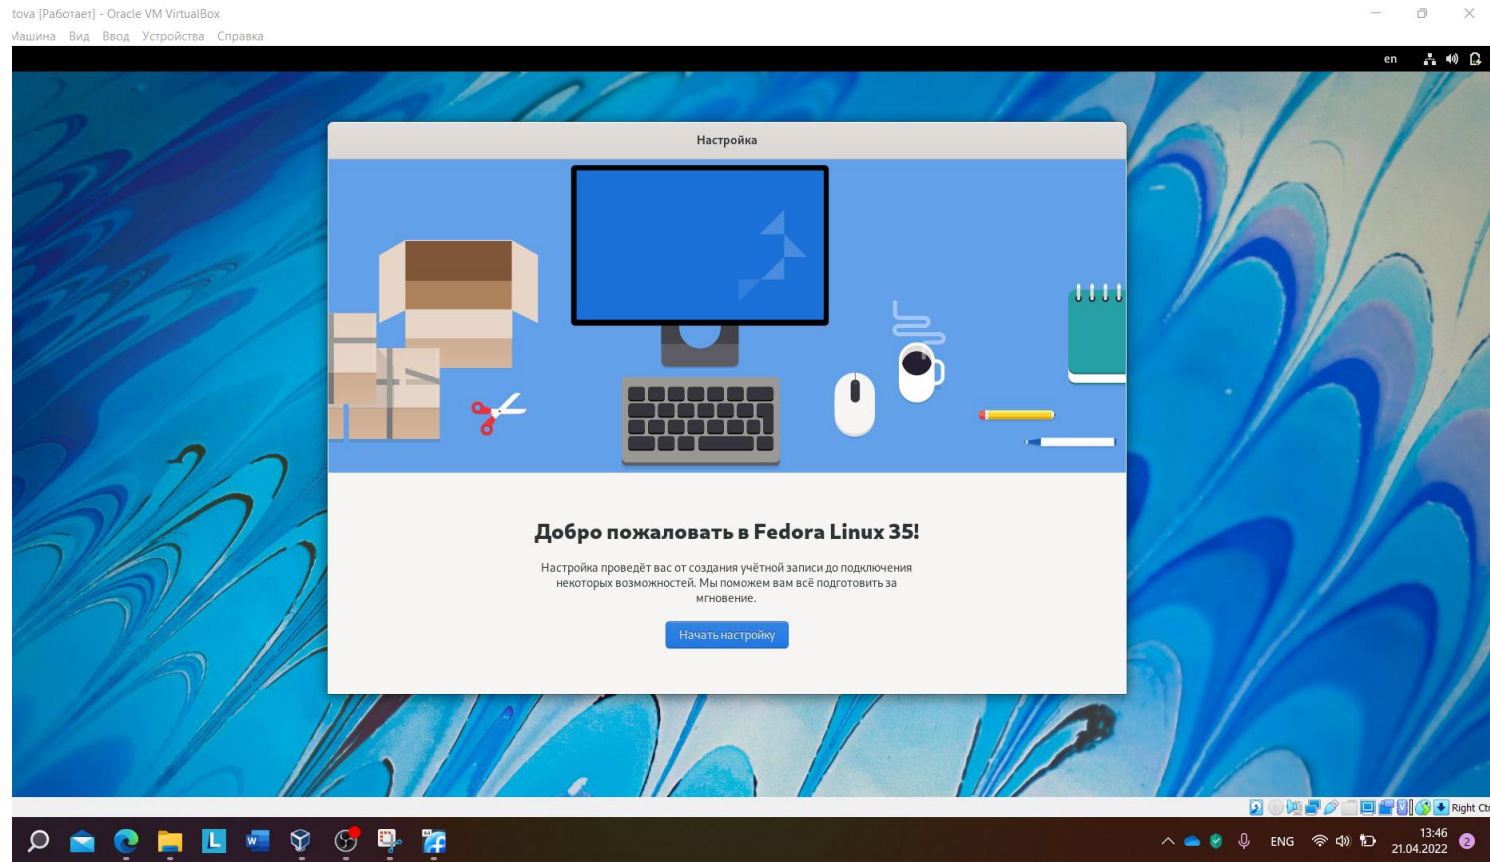 tova [Работает] - Oracle VM VirtualBox
Машина Вид Ввод Устройства Справка
en
Настройка
Добро пожаловать в Fedora Linux 35!
Настройка проведёт вас от создания учётной записи до подключения
некоторых возможностей. Мы поможем вам всё подготовить за
мгновение.
Начать настройку
Right Ctr
L
W
ENG
13:46
21.04.2022
2